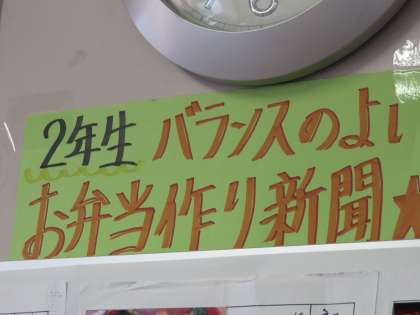 2年生 バランスのよい
お弁当作り新聞★